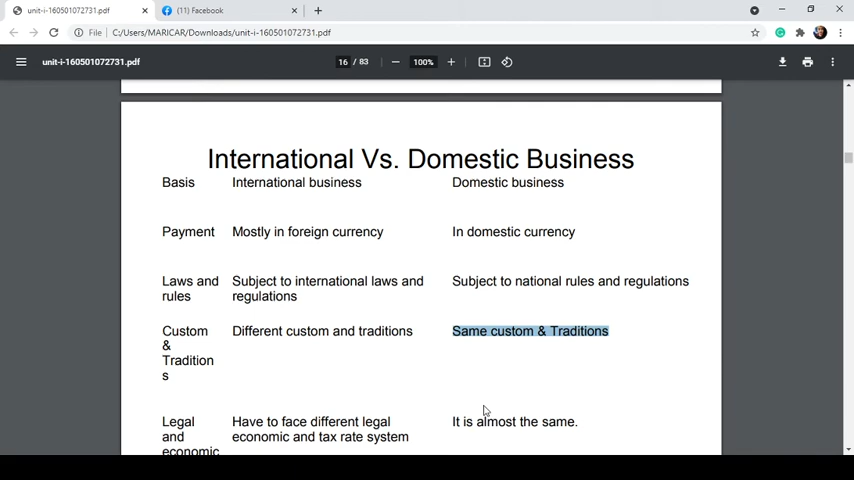 unit-i-160501072731.pdf
(11) Facebook
File
C:/Users/MARICAR/Downloads/unit-i-160501072731.pdf
unit-i-160501072731.pdf
16 / 83
100%
International Vs. Domestic Business
Basis International business Domestic business
Payment Mostly in foreign currency In domestic currency
Laws and Subject to international laws and Subject to national rules and regulations
rules regulations
Custom Different custom and traditions Same custom & Traditions
&
Tradition
s
Legal Have to face different legal It is almost the same.
and economic and tax rate system
economic